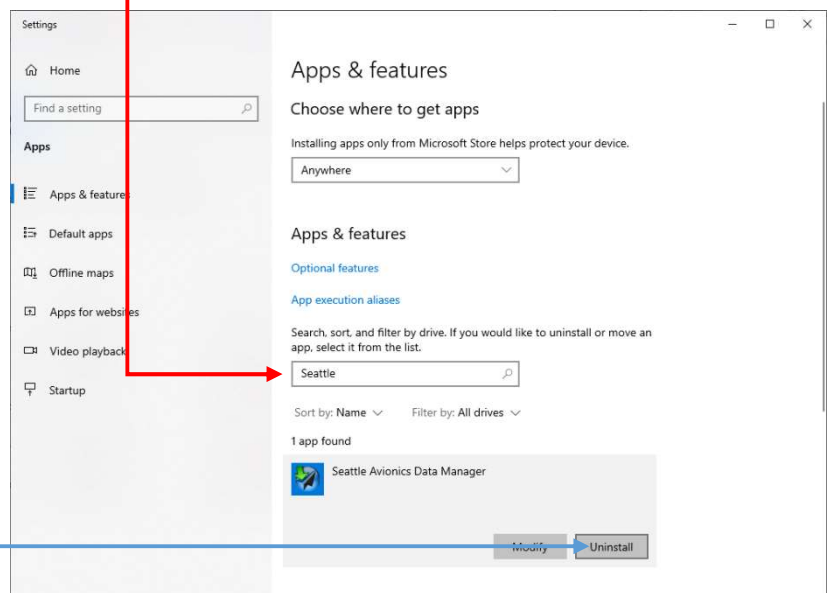 Settings
Home
Find a setting
Apps
Apps & features
Default apps
Offline maps
Apps for websites
Video playback
Startup
Apps & features
Choose where to get apps
Installing apps only from Microsoft Store helps protect your device.
Anywhere
Apps & features
Optional features
App execution aliases
Search, sort, and filter by drive. If you would like to uninstall or move an
app, select it from the list.
Seattle
Sort by: Name Filter by: All drives
1 app found
Seattle Avionics Data Manager
Modify Uninstall